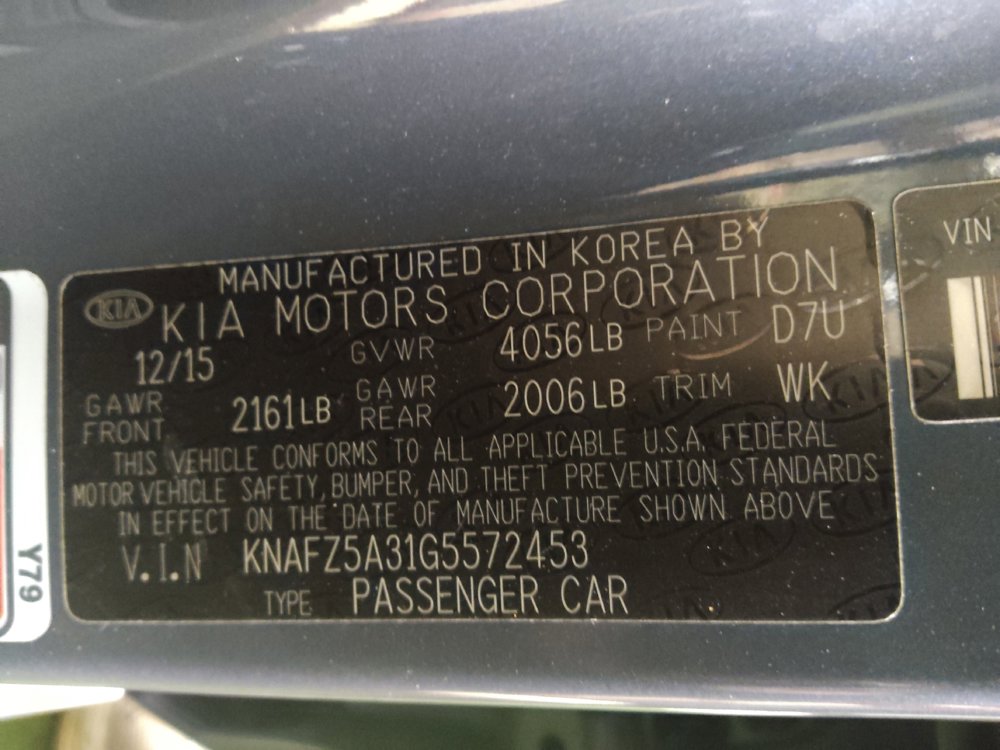 MANUFACTURED IN KOREA BY
KIA KIA MOTORS CORPORATION
12/15 GVWR 4056LB PAINT D7U
GAWR FRONT 2161LB GAWR REAR 2006LB TRIM WK
THIS VEHICLE CONFORMS TO ALL APPLICABLE U.S.A. FEDERAL
MOTOR VEHICLE SAFETY, BUMPER, AND THEFT PREVENTION STANDARDS
IN EFFECT ON THE DATE OF MANUFACTURE SHOWN ABOVE
V.I.N KNAFZ5A31G5572453
TYPE PASSENGER CAR
VIN
Y79